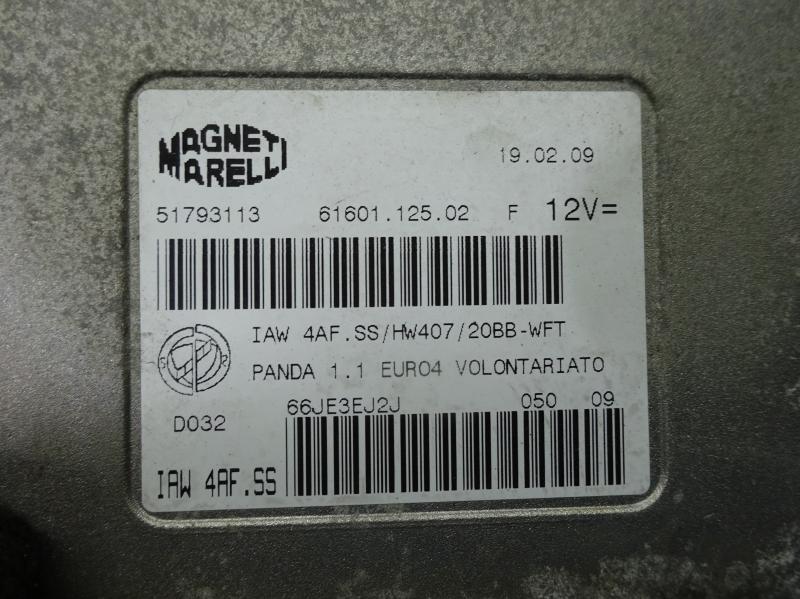 MAGNETI
MARELLI
19.02.09
51793113 61601.125.02 F 12V=
IAW 4AF.SS/HW407/20BB-WFT
PANDA 1.1 EURO4 VOLONTARIATO
66JE3EJ2J 050 09
D032
IAW 4AF.SS